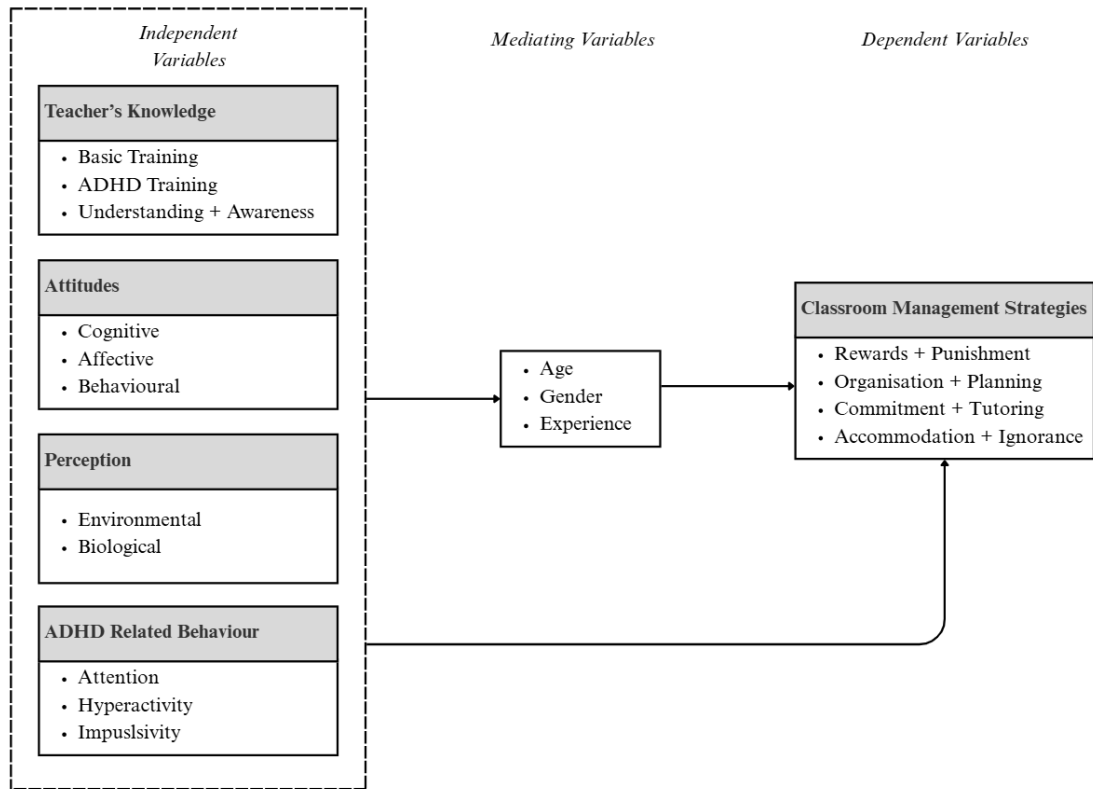 Independent
Variables
Mediating Variables
Dependent Variables
Teacher's Knowledge
• Basic Training
• ADHD Training
• Understanding + Awareness
Attitudes
• Cognitive
• Affective
• Behavioural
Perception
• Environmental
• Biological
ADHD Related Behaviour
• Attention
• Hyperactivity
• Impuslsivity
• Age
• Gender
• Experience
Classroom Management Strategies
• Rewards + Punishment
• Organisation + Planning
• Commitment + Tutoring
• Accommodation + Ignorance